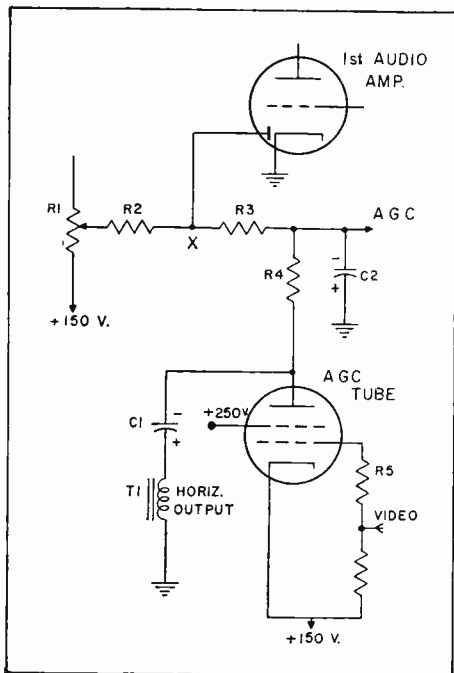 1st AUDIO
AMP.
R1
R2
R3
AGC
X
R4
C2
-
+
+150 V.
AGC
TUBE
+250V.
C1
-
+
R5
T1
HORIZ.
OUTPUT
VIDEO
+150 V.